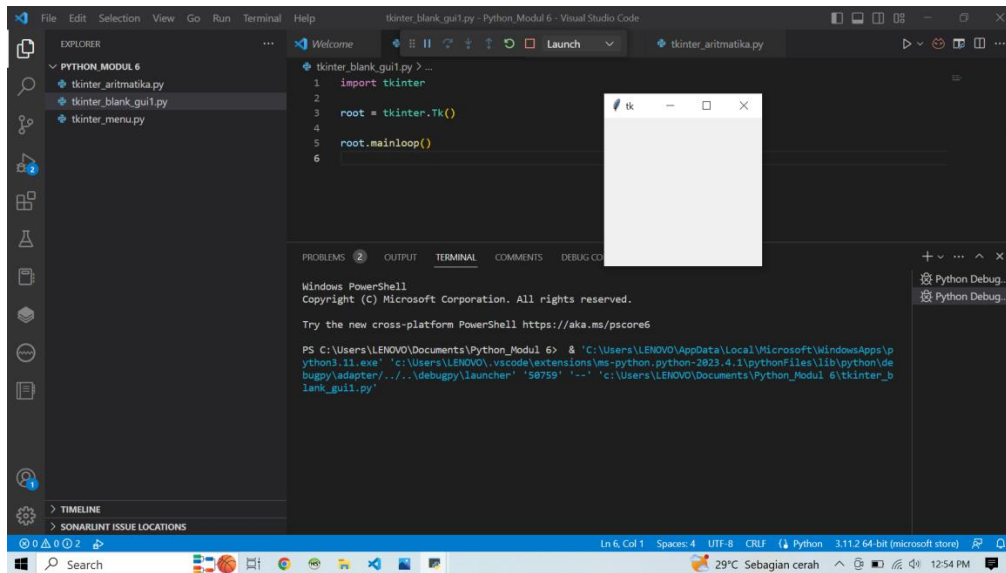 File Edit Selection View Go Run Terminal Help
tkinter_blank_gui1.py - Python_Modul 6 - Visual Studio Code
EXPLORER
PYTHON_MODUL 6
tkinter_aritmatika.py
tkinter_blank_gui1.py
tkinter_menu.py
TIMELINE
SONARLINT ISSUE LOCATIONS
Welcome
Launch
tkinter_aritmatika.py
tkinter_blank_gui1.py > ...
1 import tkinter
2
3 root = tkinter.Tk()
4
5 root.mainloop()
6
tk
PROBLEMS 2 OUTPUT TERMINAL COMMENTS DEBUG CO
Windows PowerShell
Copyright (C) Microsoft Corporation. All rights reserved.
Try the new cross-platform PowerShell https://aka.ms/pscore6
PS C:\Users\LENOVO\Documents\Python_Modul 6> & 'C:\Users\LENOVO\AppData\Local\Microsoft\WindowsApps\p
ython3.11.exe' 'c:\Users\LENOVO\.vscode\extensions\ms-python.python-2023.4.1\pythonFiles\lib\python\de
bugpy\adapter/../..\debugpy\launcher' '50759' '--' 'c:\Users\LENOVO\Documents\Python_Modul 6\tkinter_b
lank_gui1.py'
Python Debug...
Python Debug...
2
1
0 0 2
Ln 6, Col 1 Spaces: 4 UTF-8 CRLF Python 3.11.2 64-bit (microsoft store)
Search
29°C Sebagian cerah
12:54 PM